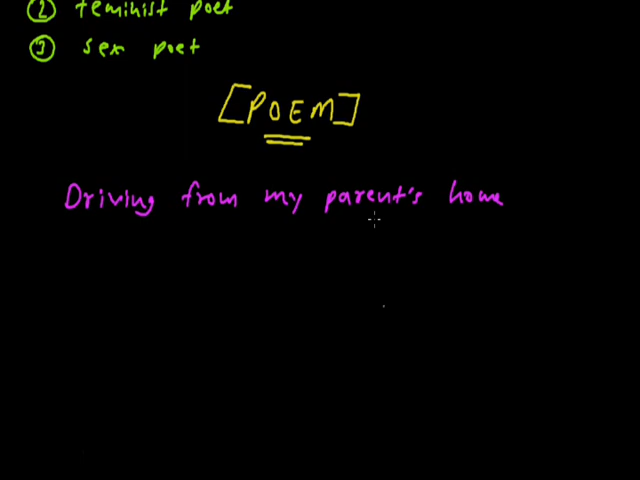 ② feminist poet
③ sex poet
[POEM]
Driving from my parent's home